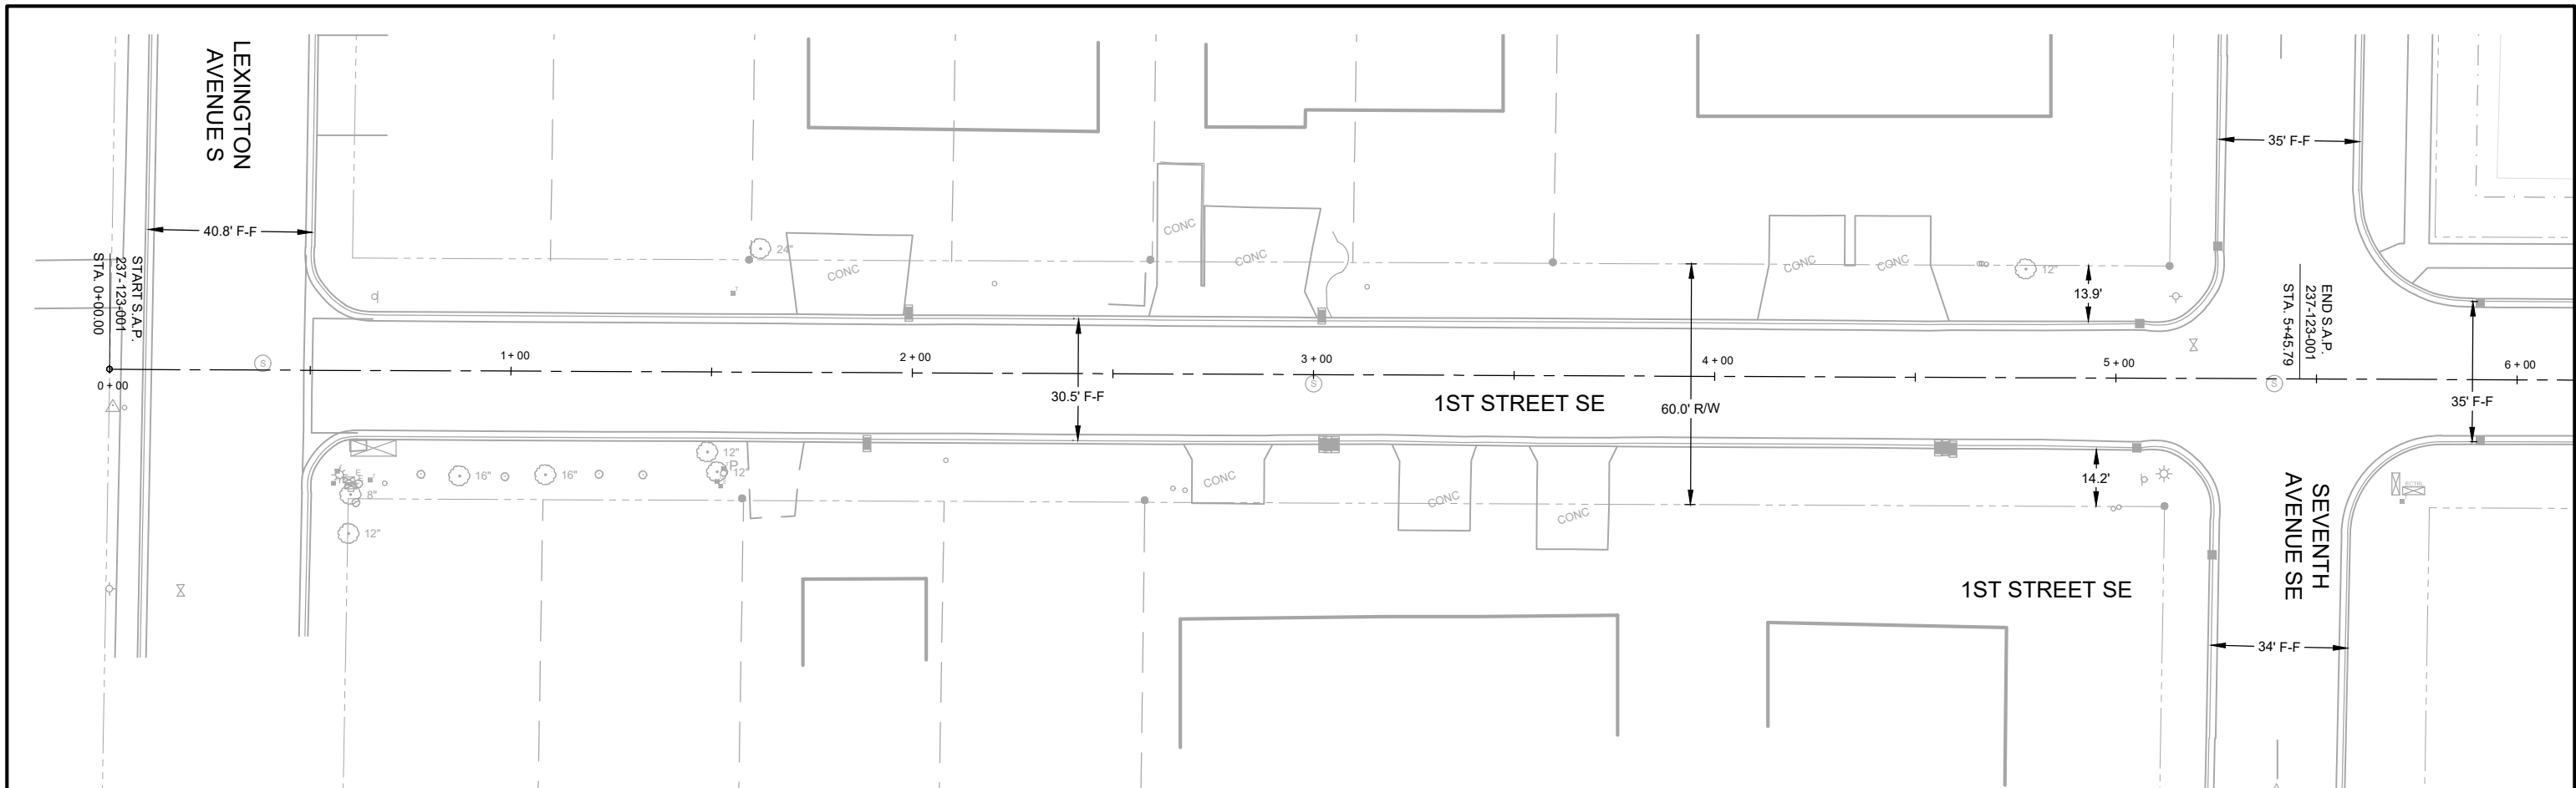 LEXINGTON
AVENUE S
40.8' F-F
START S.A.P.
237-123-001
STA. 0+00.00
0 + 00
1 + 00
2 + 00
3 + 00
4 + 00
5 + 00
6 + 00
24"
CONC
CONC
CONC
CONC
CONC
12"
13.9'
35' F-F
END S.A.P.
237-123-001
STA. 5+45.79
S
S
S
30.5' F-F
1ST STREET SE
60.0' R/W
35' F-F
8"
12"
16"
16"
12"
12"
P
CONC
CONC
CONC
14.2'
1ST STREET SE
SEVENTH
AVENUE SE
34' F-F